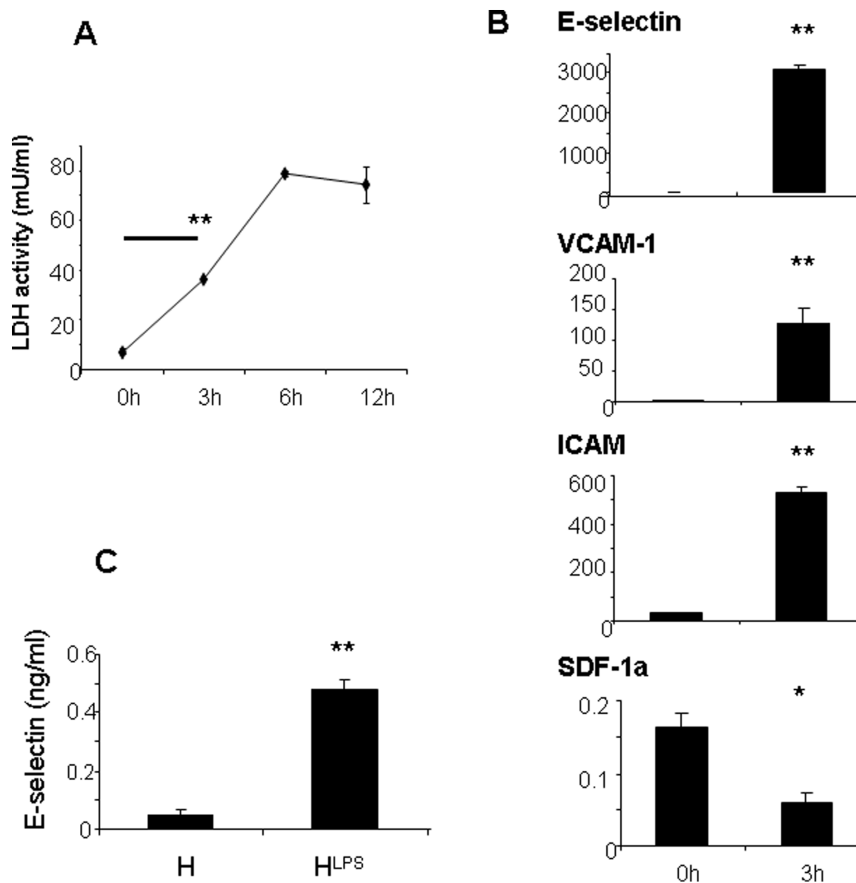 A
LDH activity (mU/ml)
80
60
40
20
0
**
0h 3h 6h 12h
B
E-selectin
**
3000
2000
1000
0
VCAM-1
**
200
150
100
50
0
ICAM
**
600
400
200
0
SDF-1a
*
0.2
0.1
0
0h 3h
C
E-selectin (ng/ml)
**
0.6
0.4
0.2
0
H HLPS